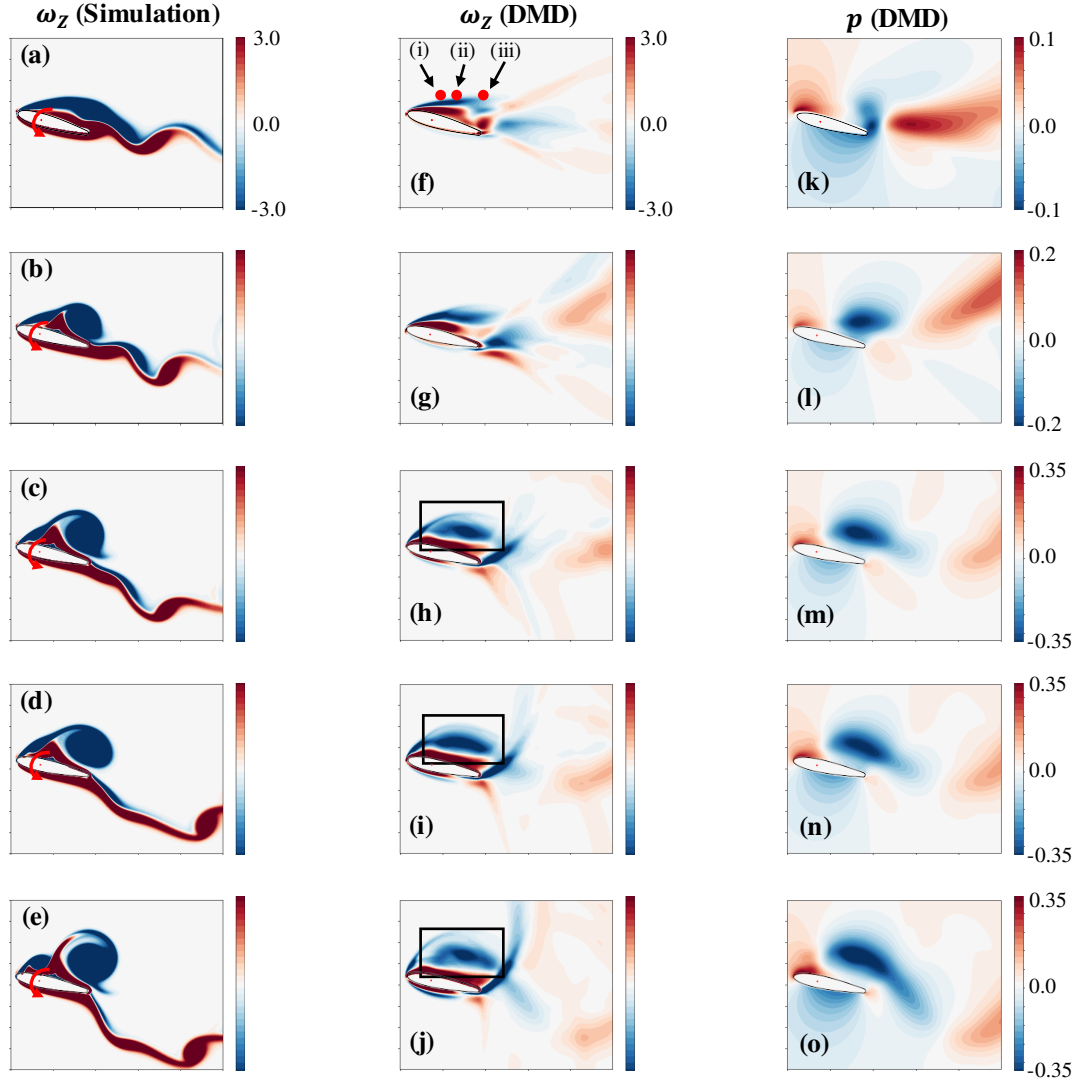 ω_Z (Simulation) ω_Z (DMD) p (DMD)
(a) 3.0 0.0 -3.0
(i) (ii) (iii)
(f) 3.0 0.0 -3.0
(k) 0.1 0.0 -0.1
(b)
(g)
(l) 0.2 0.0 -0.2
(c)
(h)
(m) 0.35 0.0 -0.35
(d)
(i)
(n) 0.35 0.0 -0.35
(e)
(j)
(o) 0.35 0.0 -0.35